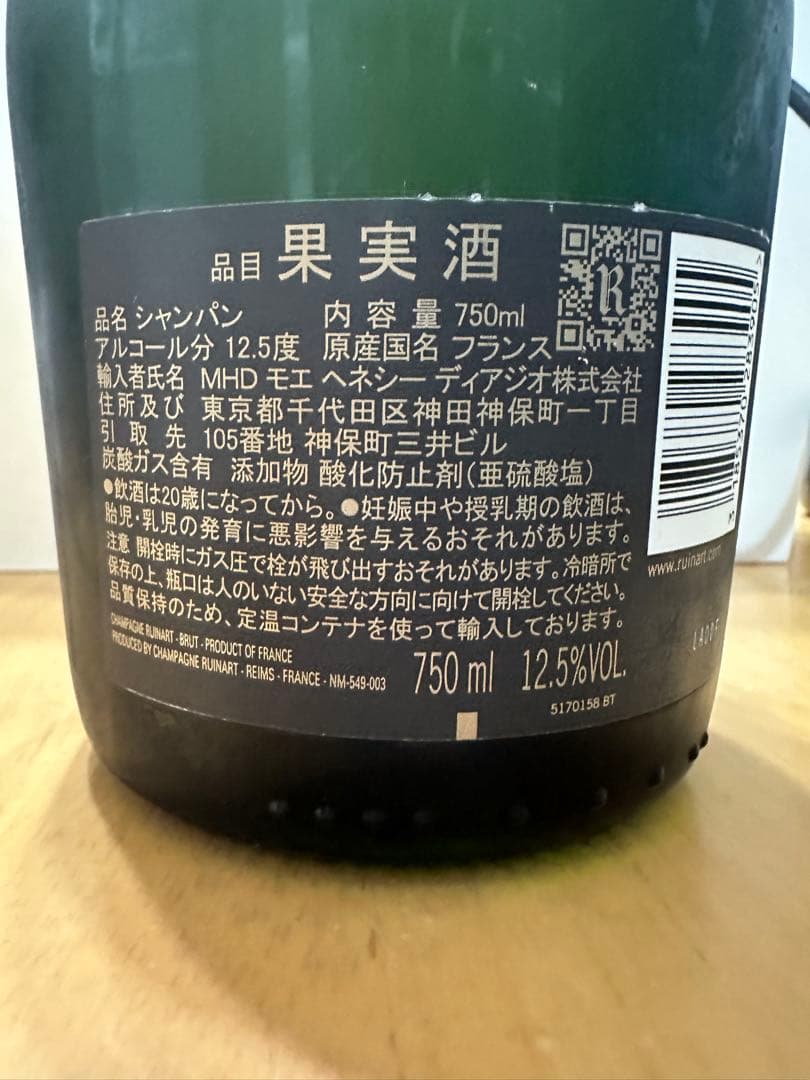 品目 果実酒
品名 シャンパン 内容量 750ml
アルコール分 12.5度 原産国名 フランス
輸入者氏名 MHD モエ ヘネシー ディアジオ株式会社
住所及び 東京都千代田区神田神保町一丁目
引取先 105番地 神保町三井ビル
炭酸ガス含有 添加物 酸化防止剤(亜硫酸塩)
●飲酒は20歳になってから。●妊娠中や授乳期の飲酒は、
胎児・乳児の発育に悪影響を与えるおそれがあります。
注意 開栓時にガス圧で栓が飛び出すおそれがあります。冷暗所で
保存の上、瓶口は人のいない安全な方向に向けて開栓してください。
品質保持のため、定温コンテナを使って輸入しております。
CHAMPAGNE RUINART - BRUT - PRODUCT OF FRANCE
PRODUCED BY CHAMPAGNE RUINART - REIMS - FRANCE - NM-549-003
750 ml 12.5%VOL.
5170158 BT
R
www.ruinart.com